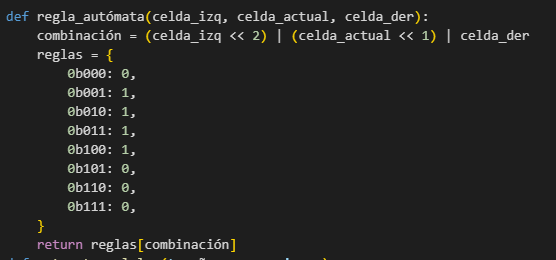 def regla_autómata(celda_izq, celda_actual, celda_der):
    combinación = (celda_izq << 2) | (celda_actual << 1) | celda_der
    reglas = {
        0b000: 0,
        0b001: 1,
        0b010: 1,
        0b011: 1,
        0b100: 1,
        0b101: 0,
        0b110: 0,
        0b111: 0,
    }
    return reglas[combinación]